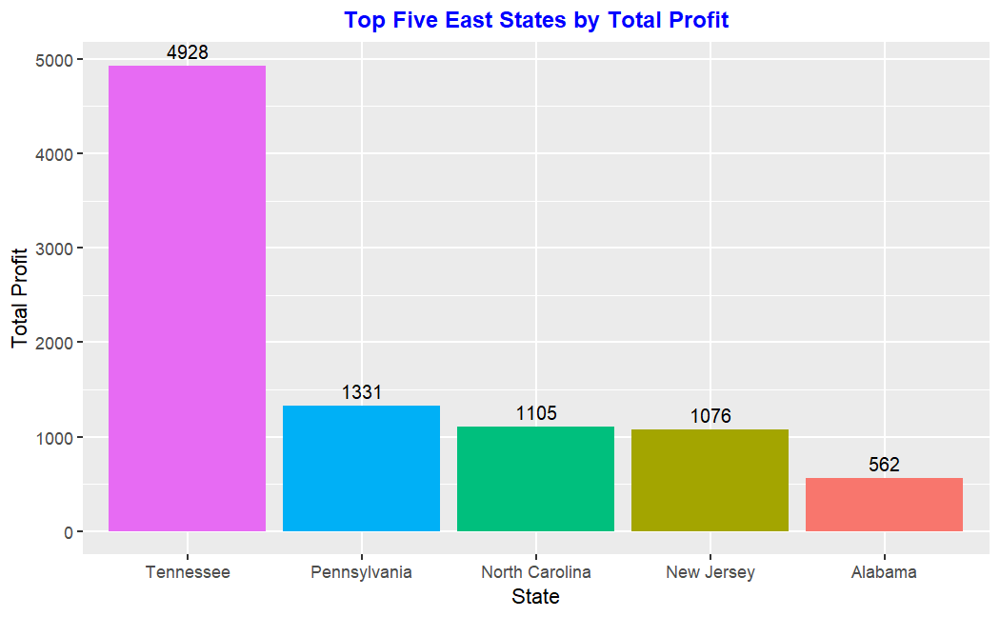 Top Five East States by Total Profit
4928
5000
4000
3000
2000
1000
0
Total Profit
1331
1105
1076
562
Tennessee Pennsylvania North Carolina New Jersey Alabama
State